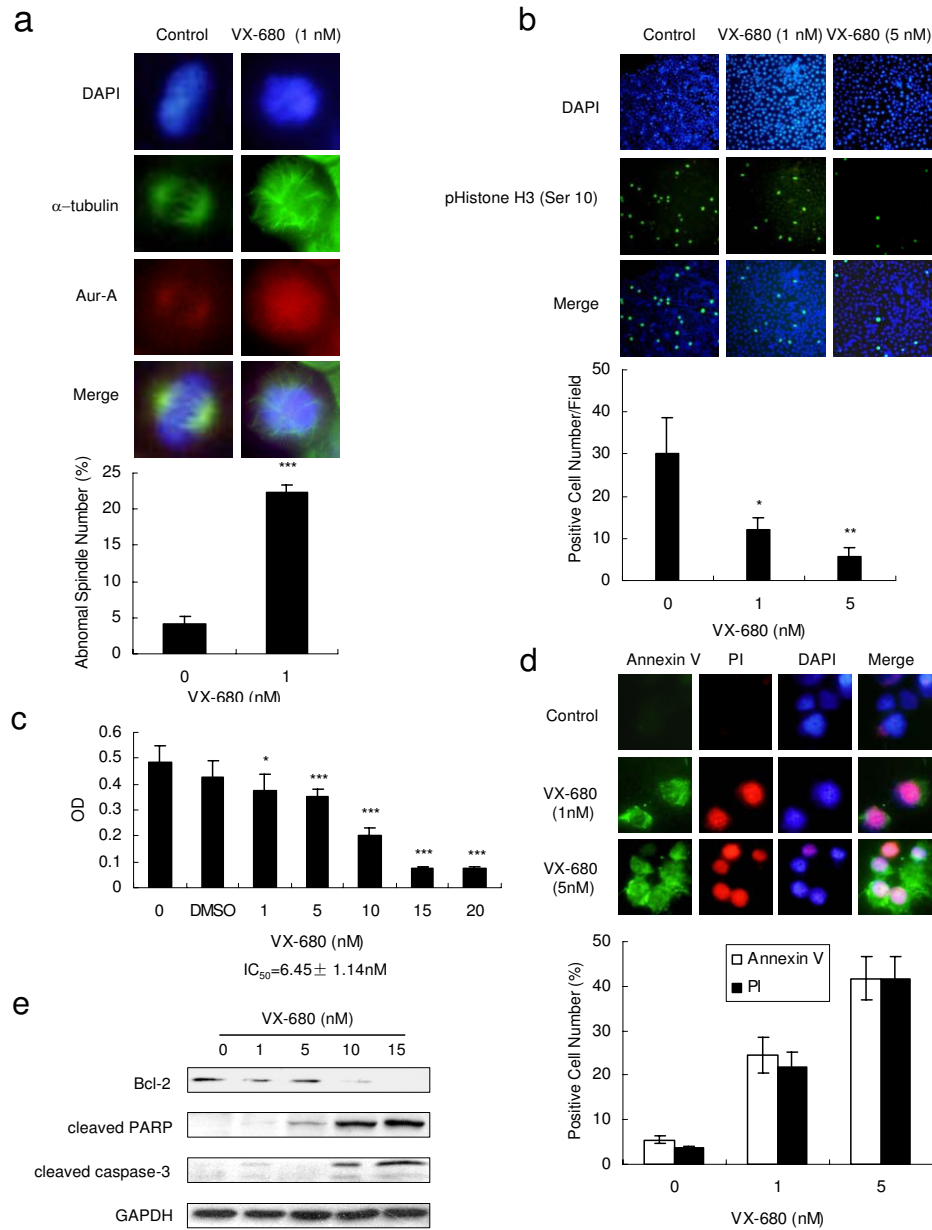 a
Control VX-680 (1 nM)
DAPI
α-tubulin
Aur-A
Merge
Abnomal Spindle Number (%)
25
20
15
10
5
0
***
0 1
VX-680 (nM)
b
Control VX-680 (1 nM) VX-680 (5 nM)
DAPI
pHistone H3 (Ser 10)
Merge
Positive Cell Number/Field
50
40
30
20
10
0
*
**
0 1 5
VX-680 (nM)
c
OD
0.6
0.5
0.4
0.3
0.2
0.1
0
* *** *** *** ***
0 DMSO 1 5 10 15 20
VX-680 (nM)
IC50=6.45± 1.14nM
d
Annexin V PI DAPI Merge
Control
VX-680
(1nM)
VX-680
(5nM)
Positive Cell Number (%)
50
40
30
20
10
0
Annexin V
PI
0 1 5
VX-680 (nM)
e
VX-680 (nM)
0 1 5 10 15
Bcl-2
cleaved PARP
cleaved caspase-3
GAPDH